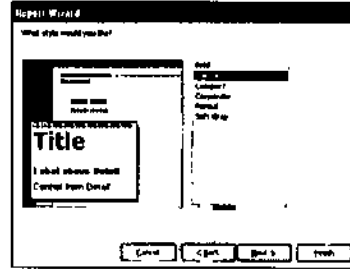 Report Wizard
What style would you like?
Bold
Casual
Compact
Corporate
Formal
Soft Gray
Title
Label above Detail
Control from Detail
Cancel
< Back
Next >
Finish